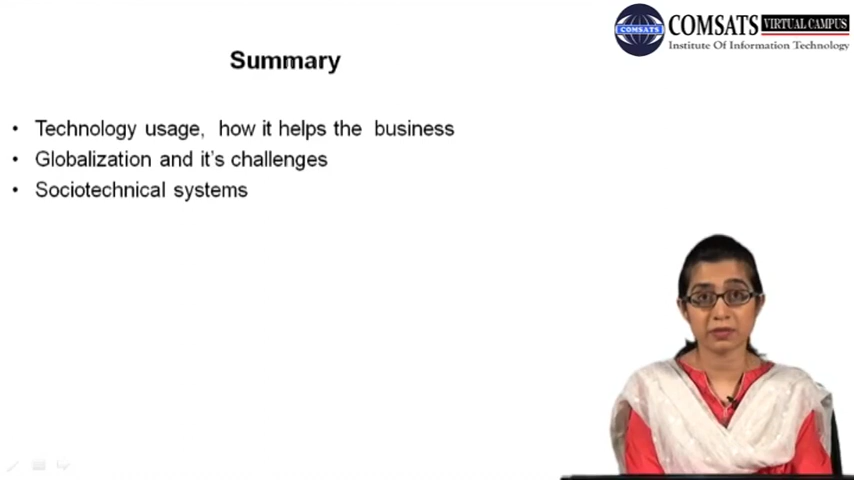 COMSATS VIRTUAL CAMPUS
Institute Of Information Technology
COMSATS
Summary
• Technology usage, how it helps the business
• Globalization and it's challenges
• Sociotechnical systems